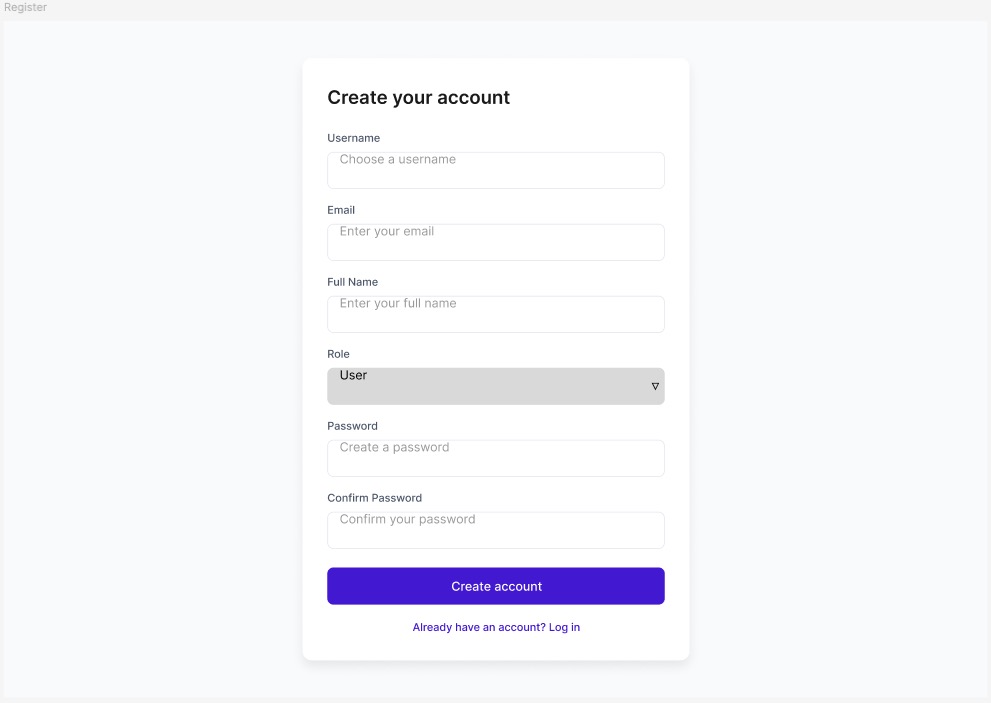 Register
Create your account
Username
Choose a username
Email
Enter your email
Full Name
Enter your full name
Role
User
Password
Create a password
Confirm Password
Confirm your password
Create account
Already have an account? Log in